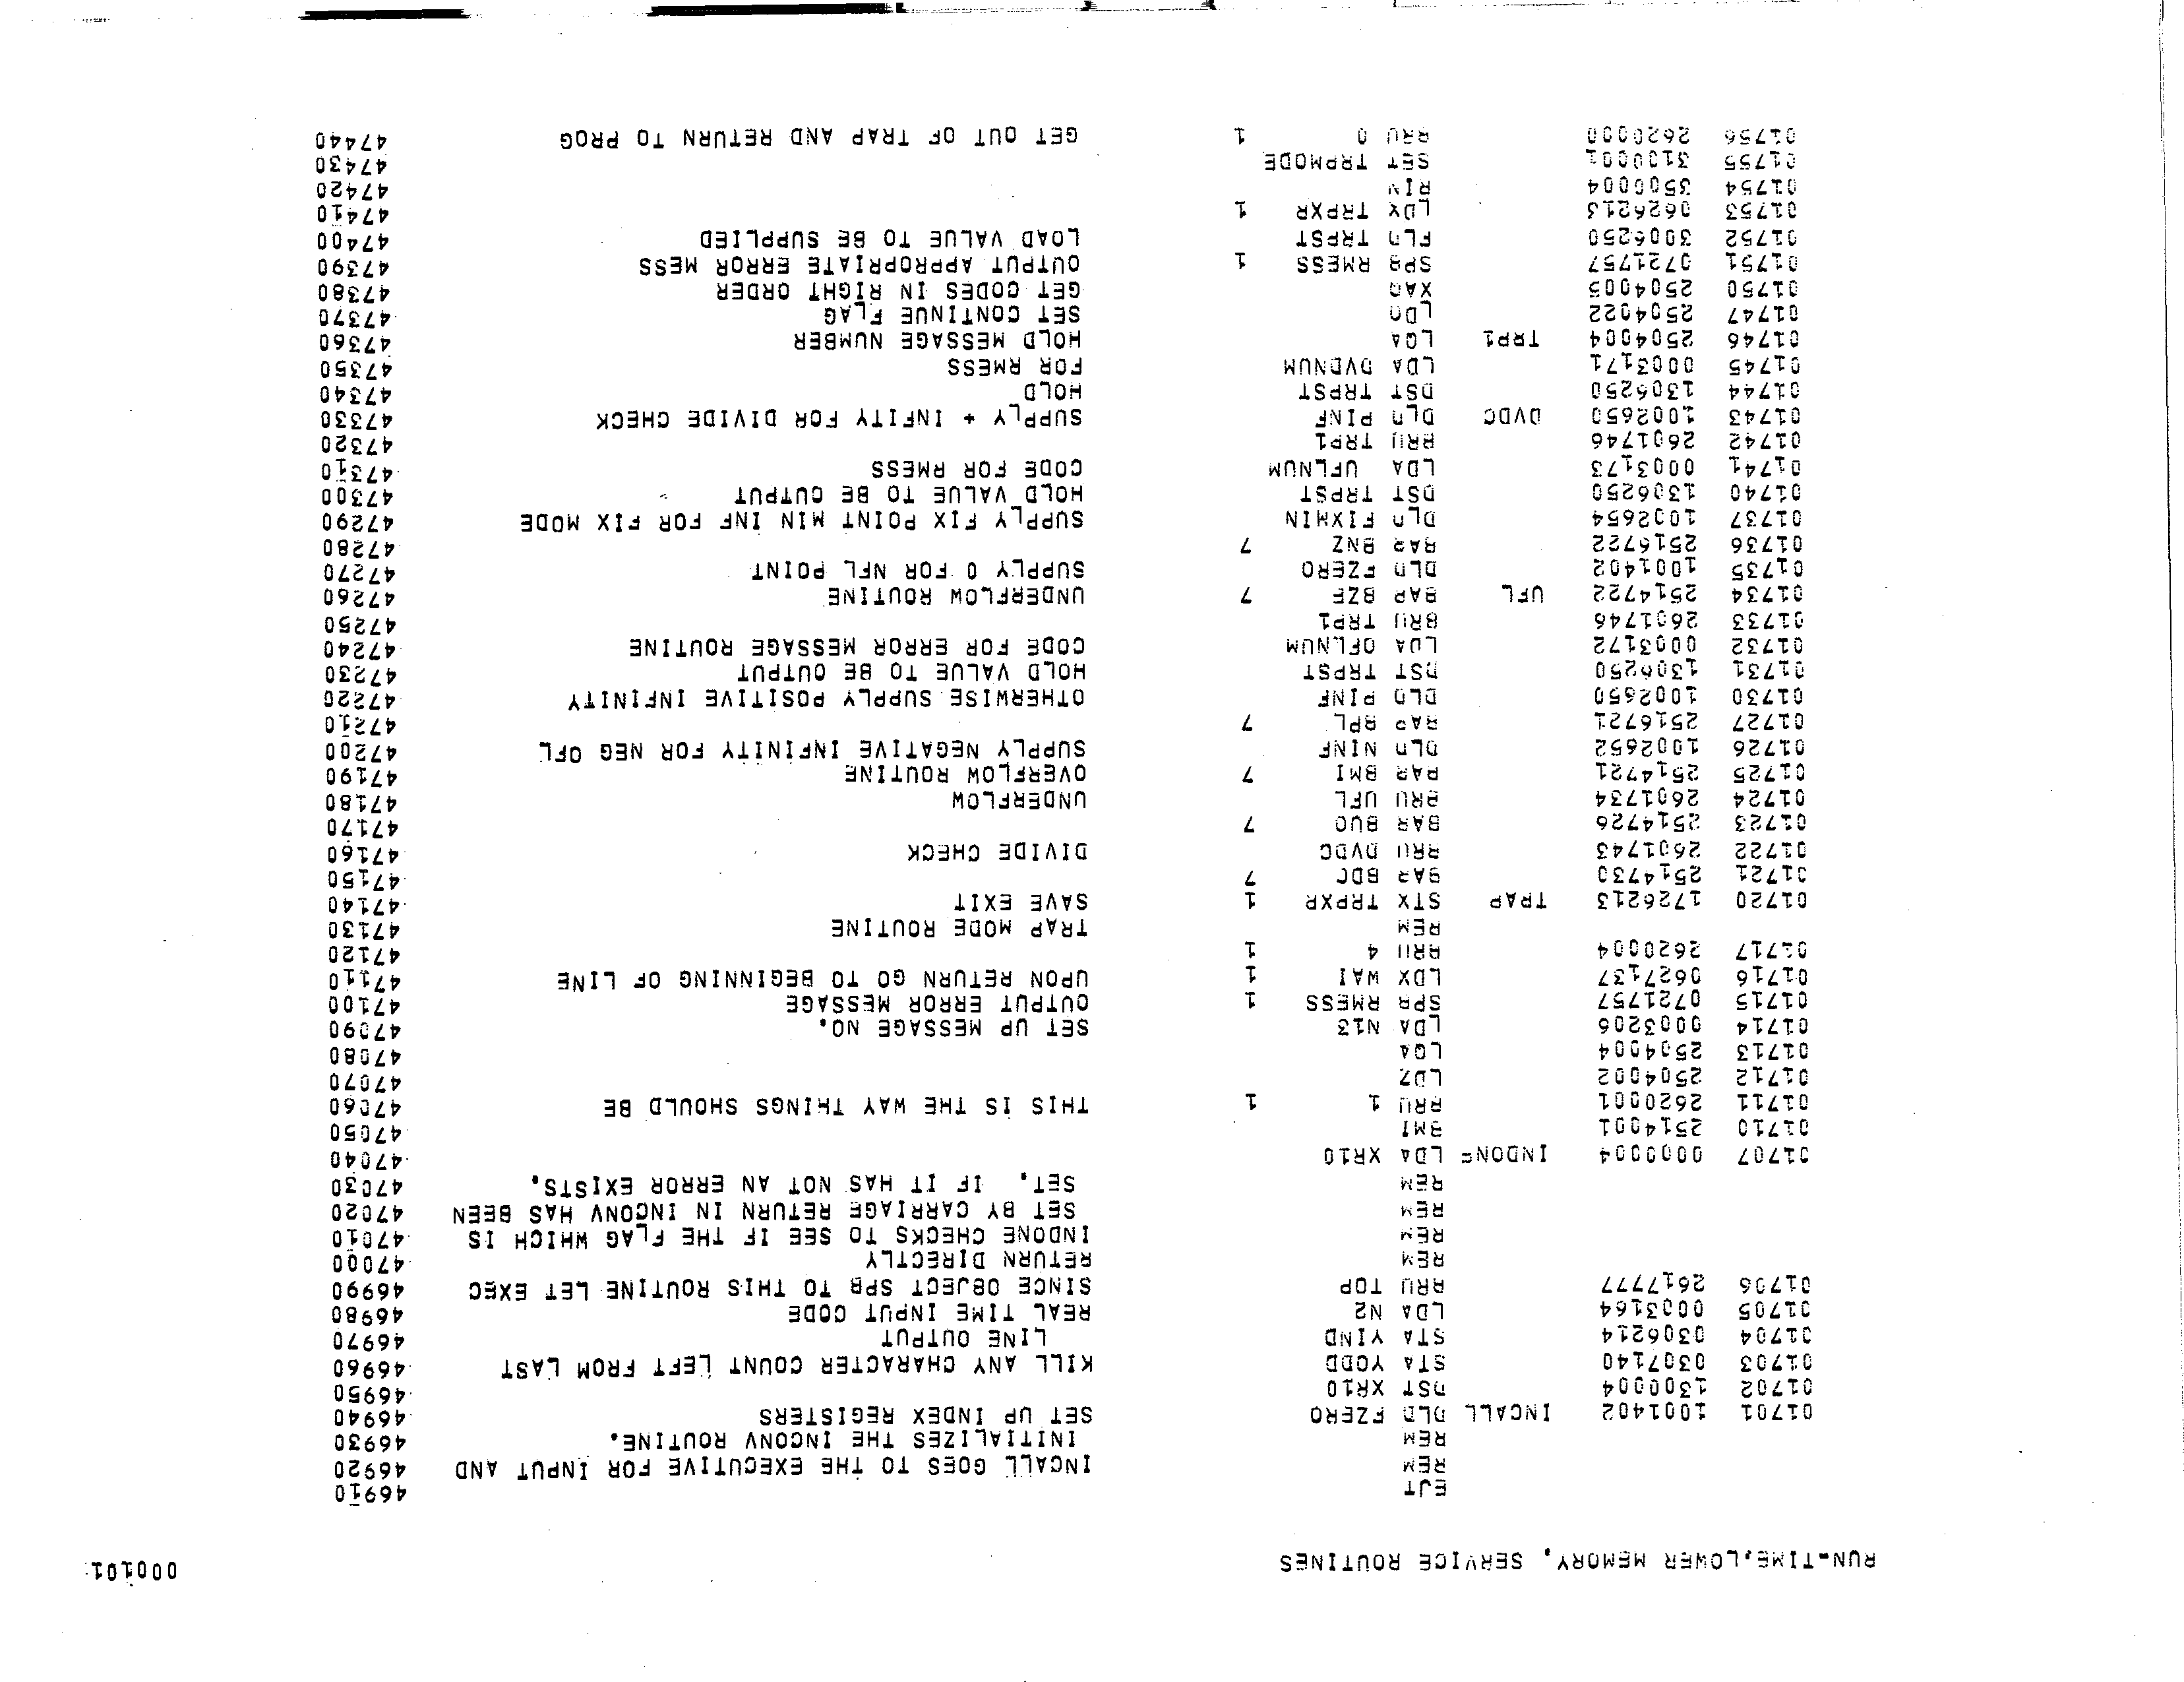 RUN-TIME,LOWER MEMORY, SERVICE ROUTINES 000101
EJT 46910
REM INCALL GOES TO THE EXECUTIVE FOR INPUT AND 46920
REM INITIALIZES THE INCONV ROUTINE. 46930
01701 1001402 INCALL DLD FZERO SET UP INDEX REGISTERS 46940
01702 1300004 DST XR10 46950
01703 0307140 STA YODD KILL ANY CHARACTER COUNT LEFT FROM LAST 46960
01704 0306214 STA YIND LINE OUTPUT 46970
01705 0003164 LDA N2 REAL TIME INPUT CODE 46980
01706 2617777 BRU TOP SINCE OBJECT SPB TO THIS ROUTINE LET EXEC 46990
REM RETURN DIRECTLY 47000
REM INDONE CHECKS TO SEE IF THE FLAG WHICH IS 47010
REM SET BY CARRIAGE RETURN IN INCONV HAS BEEN 47020
REM SET. IF IT HAS NOT AN ERROR EXISTS. 47030
01707 0000004 INDONE LDA XR10 47040
01710 2514001 BMI 47050
01711 2620001 BRU 1 1 THIS IS THE WAY THINGS SHOULD BE 47060
01712 2504002 LDZ 47070
01713 2504004 LQA 47080
01714 0003206 LDA N13 SET UP MESSAGE NO. 47090
01715 0721757 SPB RMESS 1 OUTPUT ERROR MESSAGE 47100
01716 0627137 LDX WAI 1 UPON RETURN GO TO BEGINNING OF LINE 47110
01717 2620004 BRU 4 1 47120
REM TRAP MODE ROUTINE 47130
01720 1726213 TRAP STX TRPXR 1 SAVE EXIT 47140
01721 2514730 BAR BDC 7 47150
01722 2601743 BRU DVDC DIVIDE CHECK 47160
01723 2514726 BAR BUO 7 47170
01724 2601734 BRU UFL UNDERFLOW 47180
01725 2514721 BAR BMI 7 OVERFLOW ROUTINE 47190
01726 1002652 DLD NINF SUPPLY NEGATIVE INFINITY FOR NEG OFL 47200
01727 2516721 BAR BPL 7 47210
01730 1002650 DLD PINF OTHERWISE SUPPLY POSITIVE INFINITY 47220
01731 1306250 DST TRPST HOLD VALUE TO BE OUTPUT 47230
01732 0003172 LDA OFLNUM CODE FOR ERROR MESSAGE ROUTINE 47240
01733 2601746 BRU TRP1 47250
01734 2514722 UFL BAR BZE 7 UNDERFLOW ROUTINE 47260
01735 1001402 DLD FZERO SUPPLY 0 FOR NFL POINT 47270
01736 2516722 BAR BNZ 7 47280
01737 1002654 DLD FIXMIN SUPPLY FIX POINT MIN INF FOR FIX MODE 47290
01740 1306250 DST TRPST HOLD VALUE TO BE OUTPUT 47300
01741 0003173 LDA UFLNUM CODE FOR RMESS 47310
01742 2601746 BRU TRP1 47320
01743 1002650 DVDC DLD PINF SUPPLY + INFITY FOR DIVIDE CHECK 47330
01744 1306250 DST TRPST HOLD 47340
01745 0003171 LDA DVDNUM FOR RMESS 47350
01746 2504004 TRP1 LQA HOLD MESSAGE NUMBER 47360
01747 2504022 LDO SET CONTINUE FLAG 47370
01750 2504005 XAQ GET CODES IN RIGHT ORDER 47380
01751 0721757 SPB RMESS 1 OUTPUT APPROPRIATE ERROR MESS 47390
01752 3006250 FLD TRPST LOAD VALUE TO BE SUPPLIED 47400
01753 0626213 LDX TRPXR 1 47410
01754 3500004 RIN 47420
01755 3100001 SET TRPMODE 47430
01756 2620000 BRU 0 1 GET OUT OF TRAP AND RETURN TO PROG 47440